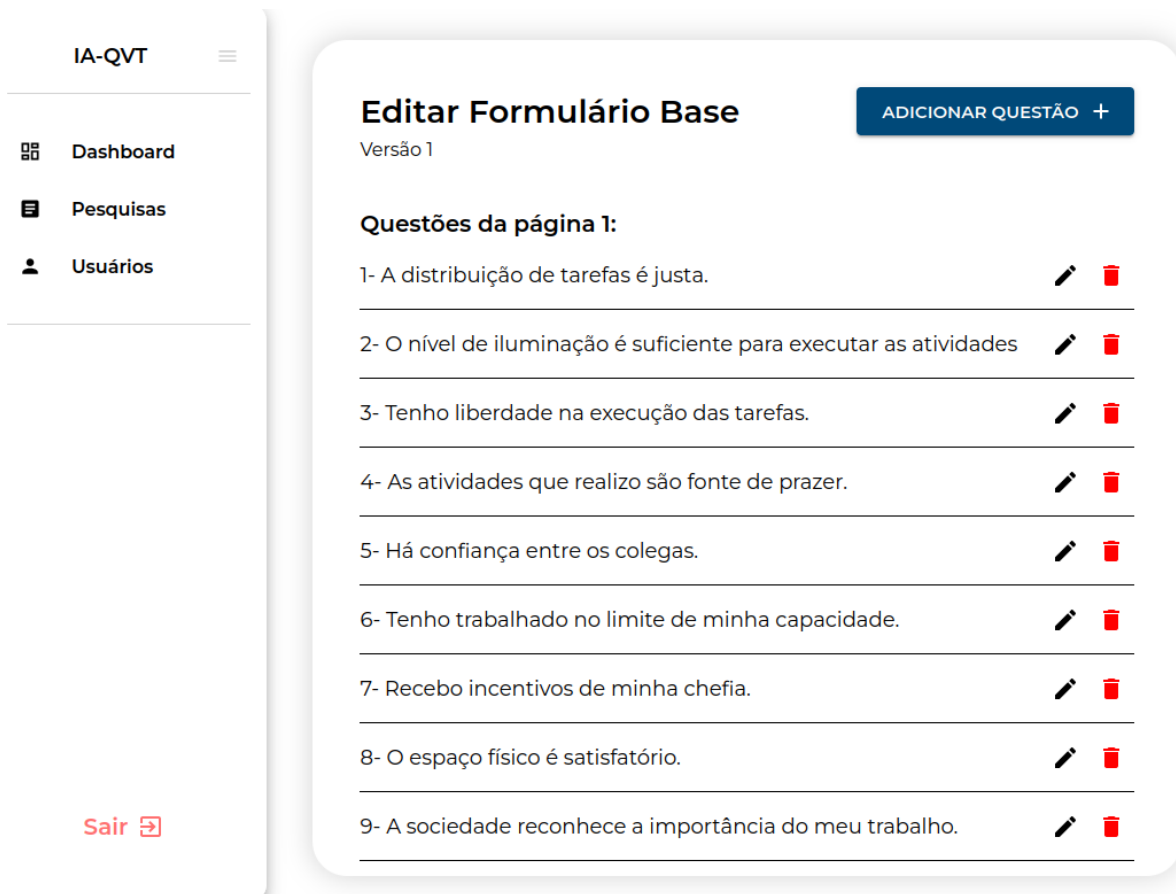 IA-QVT
Dashboard
Pesquisas
Usuários
Sair
Editar Formulário Base
ADICIONAR QUESTÃO +
Versão 1
Questões da página 1:
1- A distribuição de tarefas é justa.
2- O nível de iluminação é suficiente para executar as atividades
3- Tenho liberdade na execução das tarefas.
4- As atividades que realizo são fonte de prazer.
5- Há confiança entre os colegas.
6- Tenho trabalhado no limite de minha capacidade.
7- Recebo incentivos de minha chefia.
8- O espaço físico é satisfatório.
9- A sociedade reconhece a importância do meu trabalho.